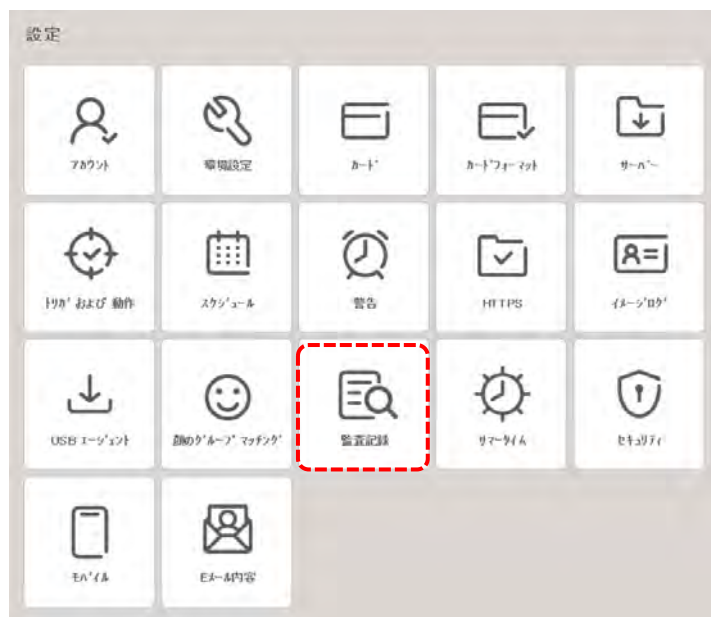 設定
ｱｶｳﾝﾄ
環境設定
ｶｰﾄﾞ
ｶｰﾄﾞﾌｫｰﾏｯﾄ
ｻｰﾊﾞｰ
ﾄﾘｶﾞ および 動作
ｽｹｼﾞｭｰﾙ
警告
HTTPS
ｲﾒｰｼﾞﾛｸﾞ
USB ｴｰｼﾞｪﾝﾄ
顔のｸﾞﾙｰﾌﾟ ﾏｯﾁﾝｸﾞ
監査記録
ｻﾏｰﾀｲﾑ
ｾｷｭﾘﾃｨ
ﾓﾊﾞｲﾙ
Eﾒｰﾙ内容